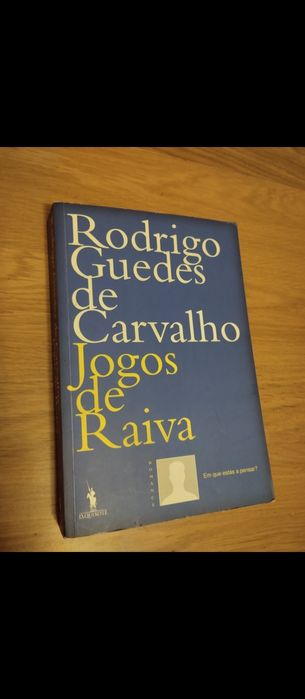 Rodrigo
Guedes
de
Carvalho
Jogos
de
Raiva
ROMANCE
Em que estás a pensar?
D. QUIXOTE